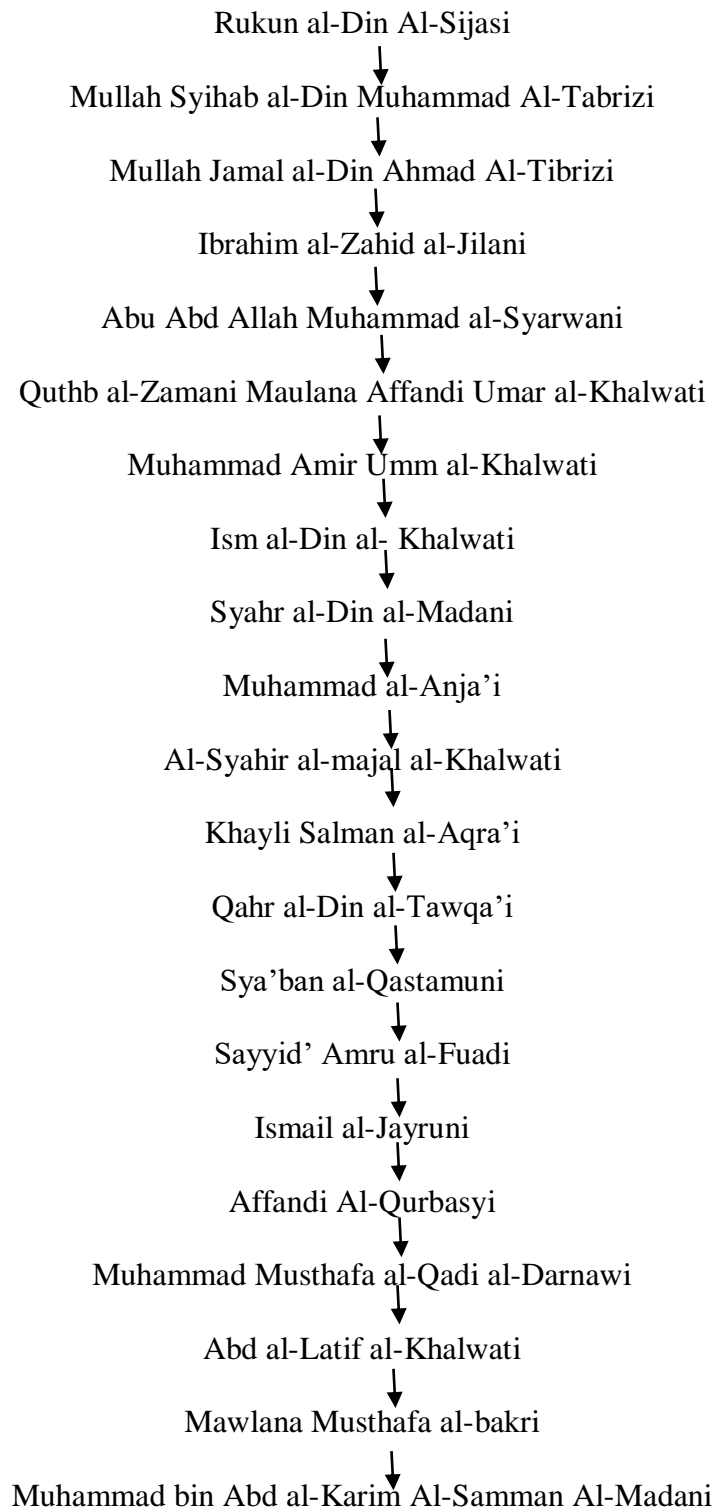 Rukun al-Din Al-Sijasi
Mullah Syihab al-Din Muhammad Al-Tabrizi
Mullah Jamal al-Din Ahmad Al-Tibrizi
Ibrahim al-Zahid al-Jilani
Abu Abd Allah Muhammad al-Syarwani
Quthb al-Zamani Maulana Affandi Umar al-Khalwati
Muhammad Amir Umm al-Khalwati
Ism al-Din al- Khalwati
Syahr al-Din al-Madani
Muhammad al-Anja’i
Al-Syahir al-majal al-Khalwati
Khayli Salman al-Aqra’i
Qahr al-Din al-Tawqa’i
Sya’ban al-Qastamuni
Sayyid’ Amru al-Fuadi
Ismail al-Jayruni
Affandi Al-Qurbasyi
Muhammad Musthafa al-Qadi al-Darnawi
Abd al-Latif al-Khalwati
Mawlana Musthafa al-bakri
Muhammad bin Abd al-Karim Al-Samman Al-Madani